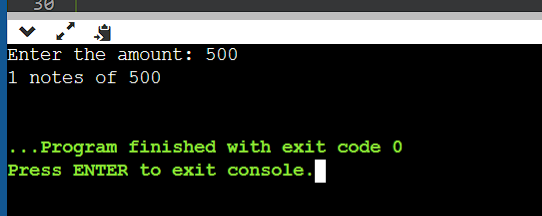 30
Enter the amount: 500
1 notes of 500
...Program finished with exit code 0
Press ENTER to exit console.